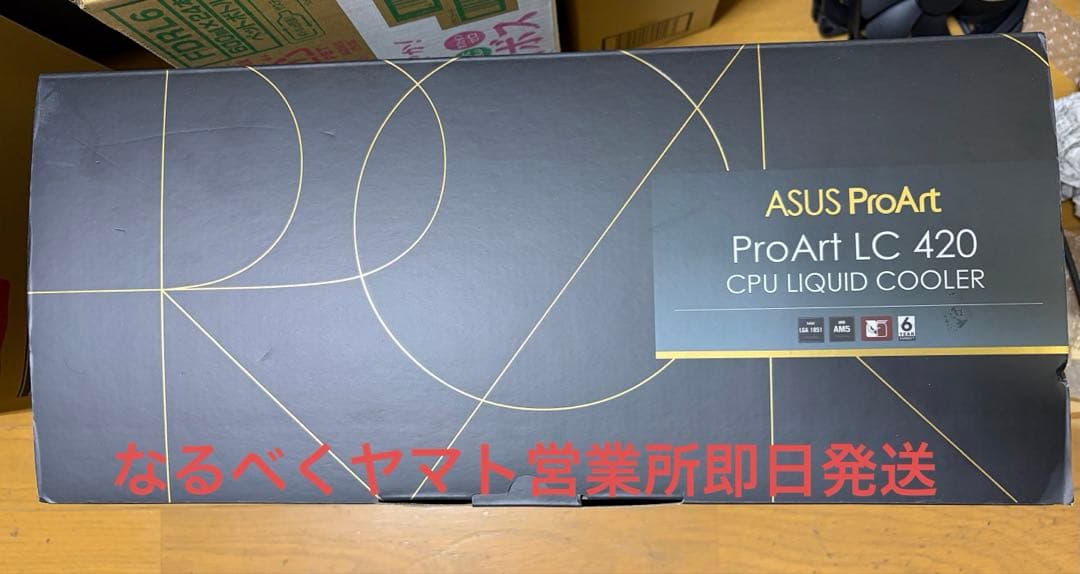 PDRL6
ASUS ProArt
ProArt LC 420
CPU LIQUID COOLER
LGA 1851
AM5
6
YEAR
なるべくヤマト営業所即日発送